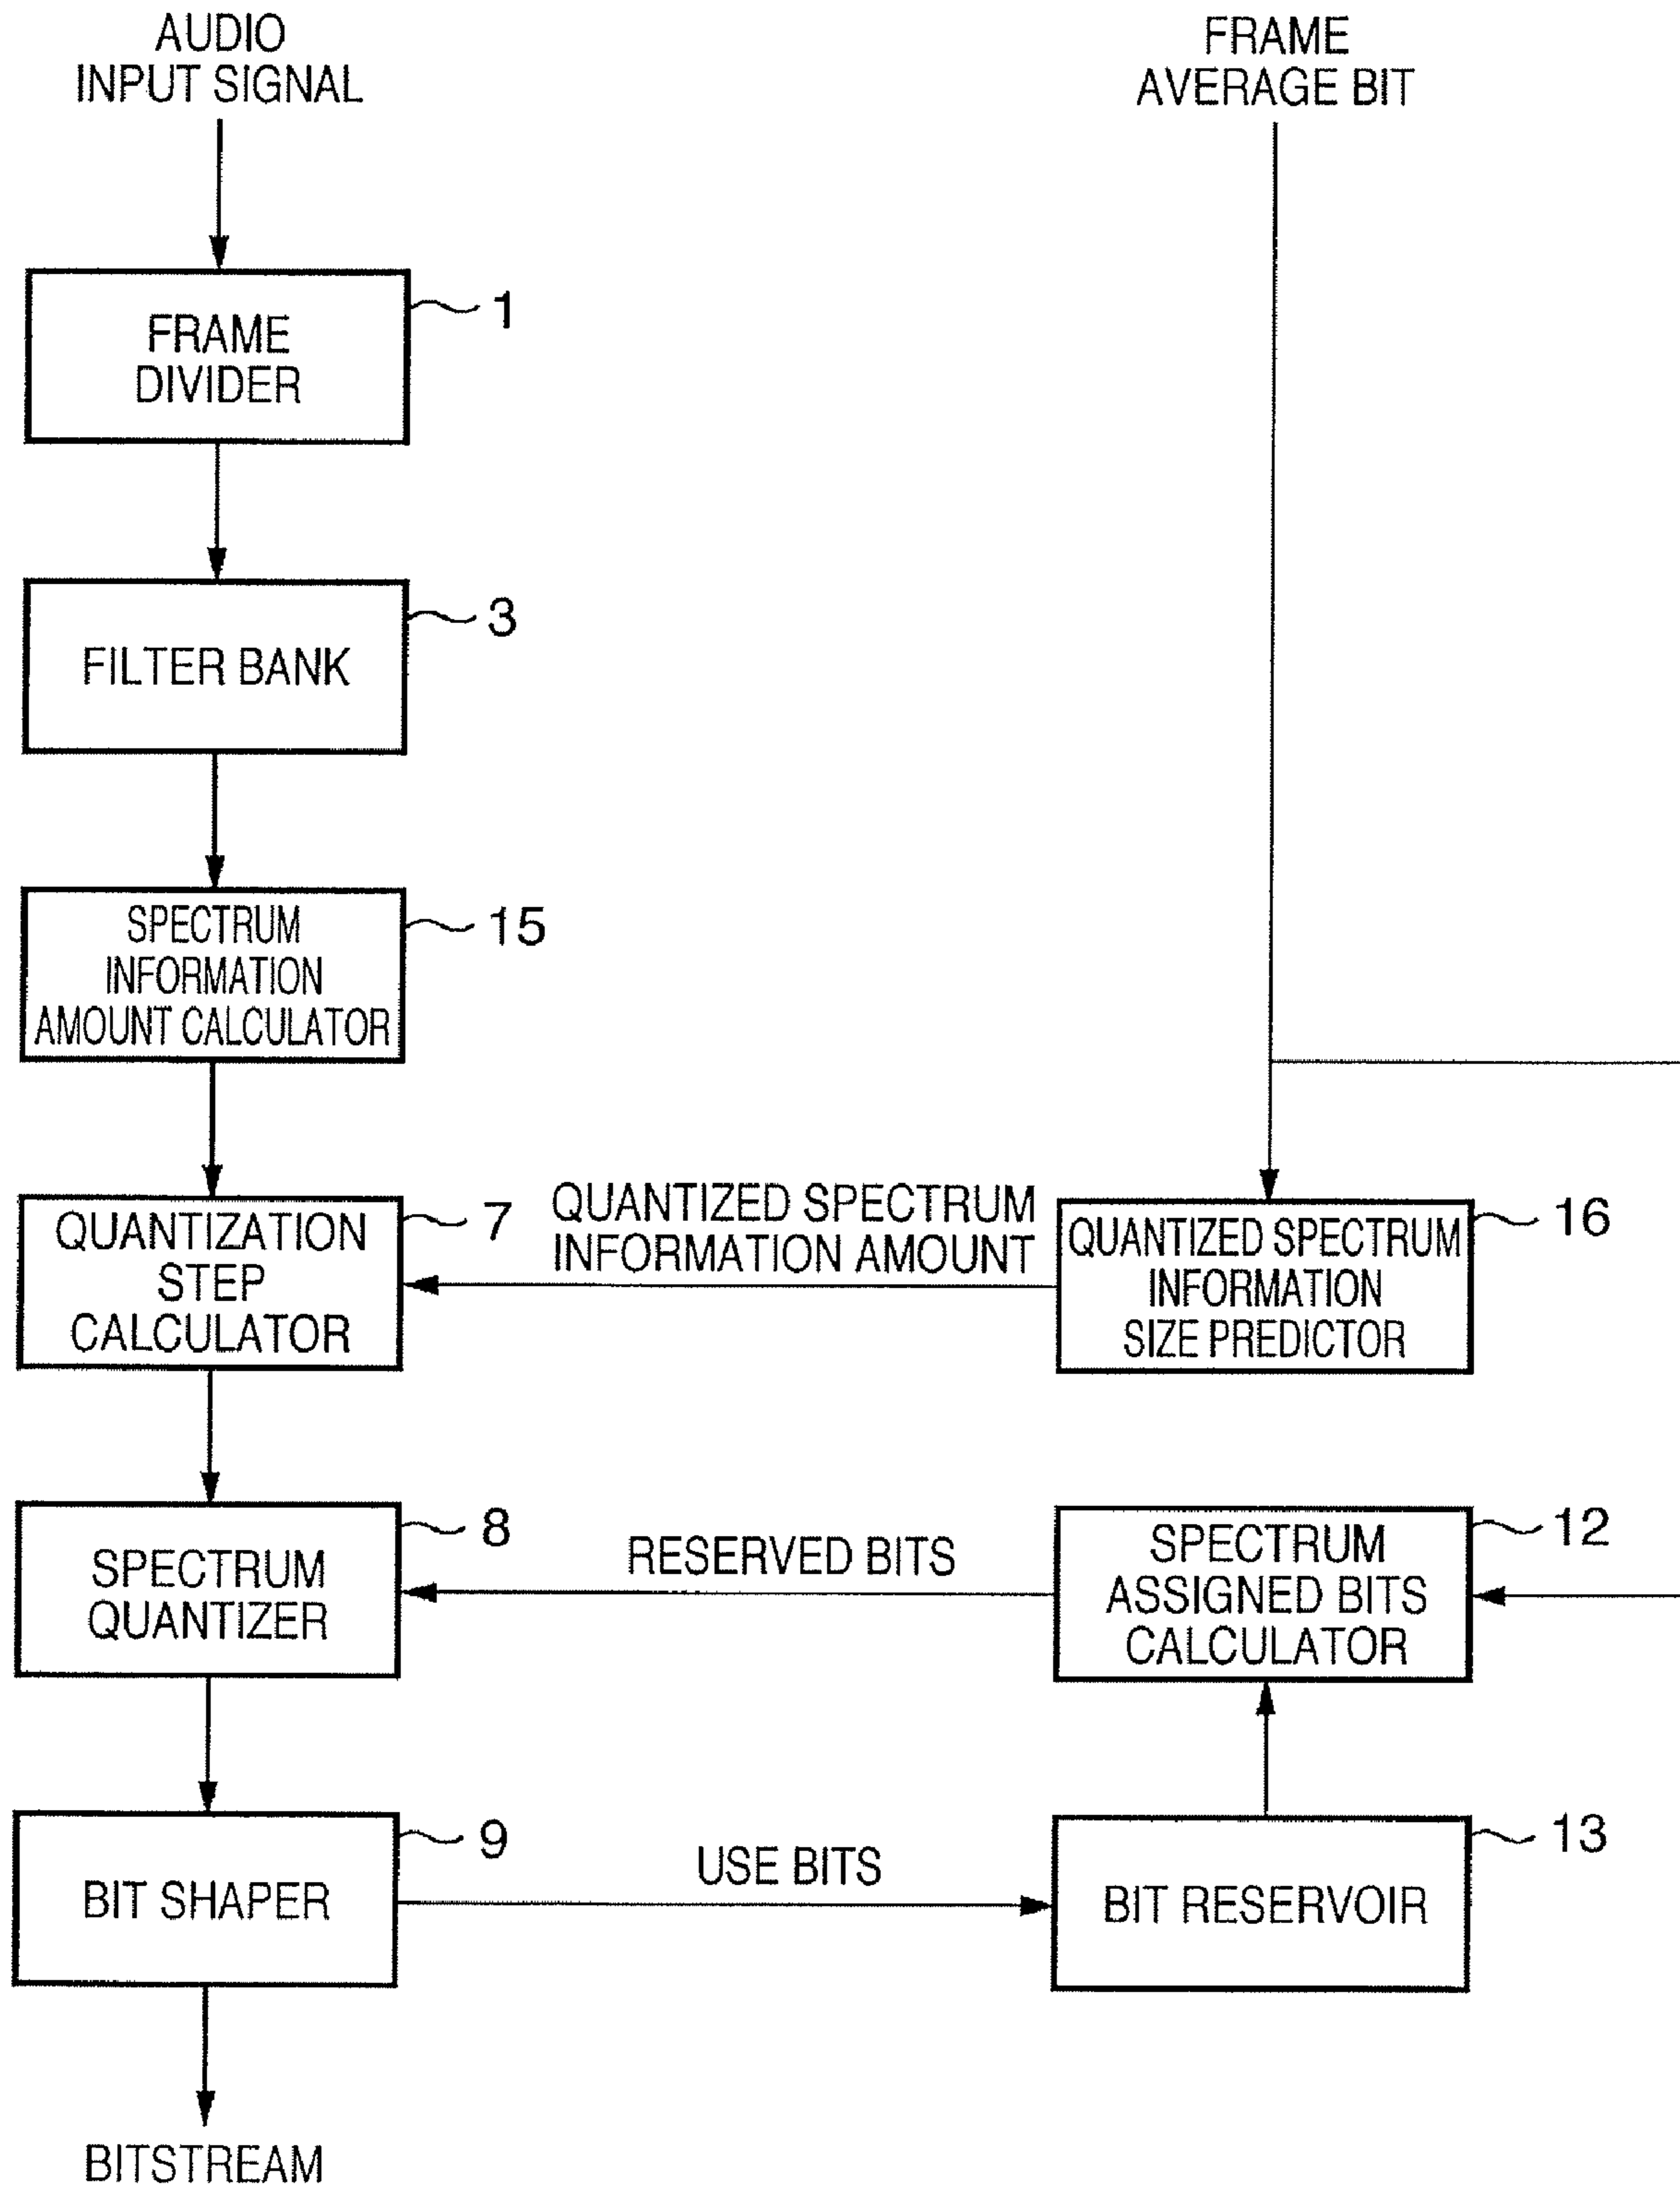 AUDIO
INPUT SIGNAL
FRAME
AVERAGE BIT
FRAME
DIVIDER
1
FILTER BANK
3
SPECTRUM
INFORMATION
AMOUNT CALCULATOR
15
QUANTIZATION
STEP
CALCULATOR
7
QUANTIZED SPECTRUM
INFORMATION AMOUNT
QUANTIZED SPECTRUM
INFORMATION
SIZE PREDICTOR
16
SPECTRUM
QUANTIZER
8
RESERVED BITS
SPECTRUM
ASSIGNED BITS
CALCULATOR
12
BIT SHAPER
9
USE BITS
BIT RESERVOIR
13
BITSTREAM